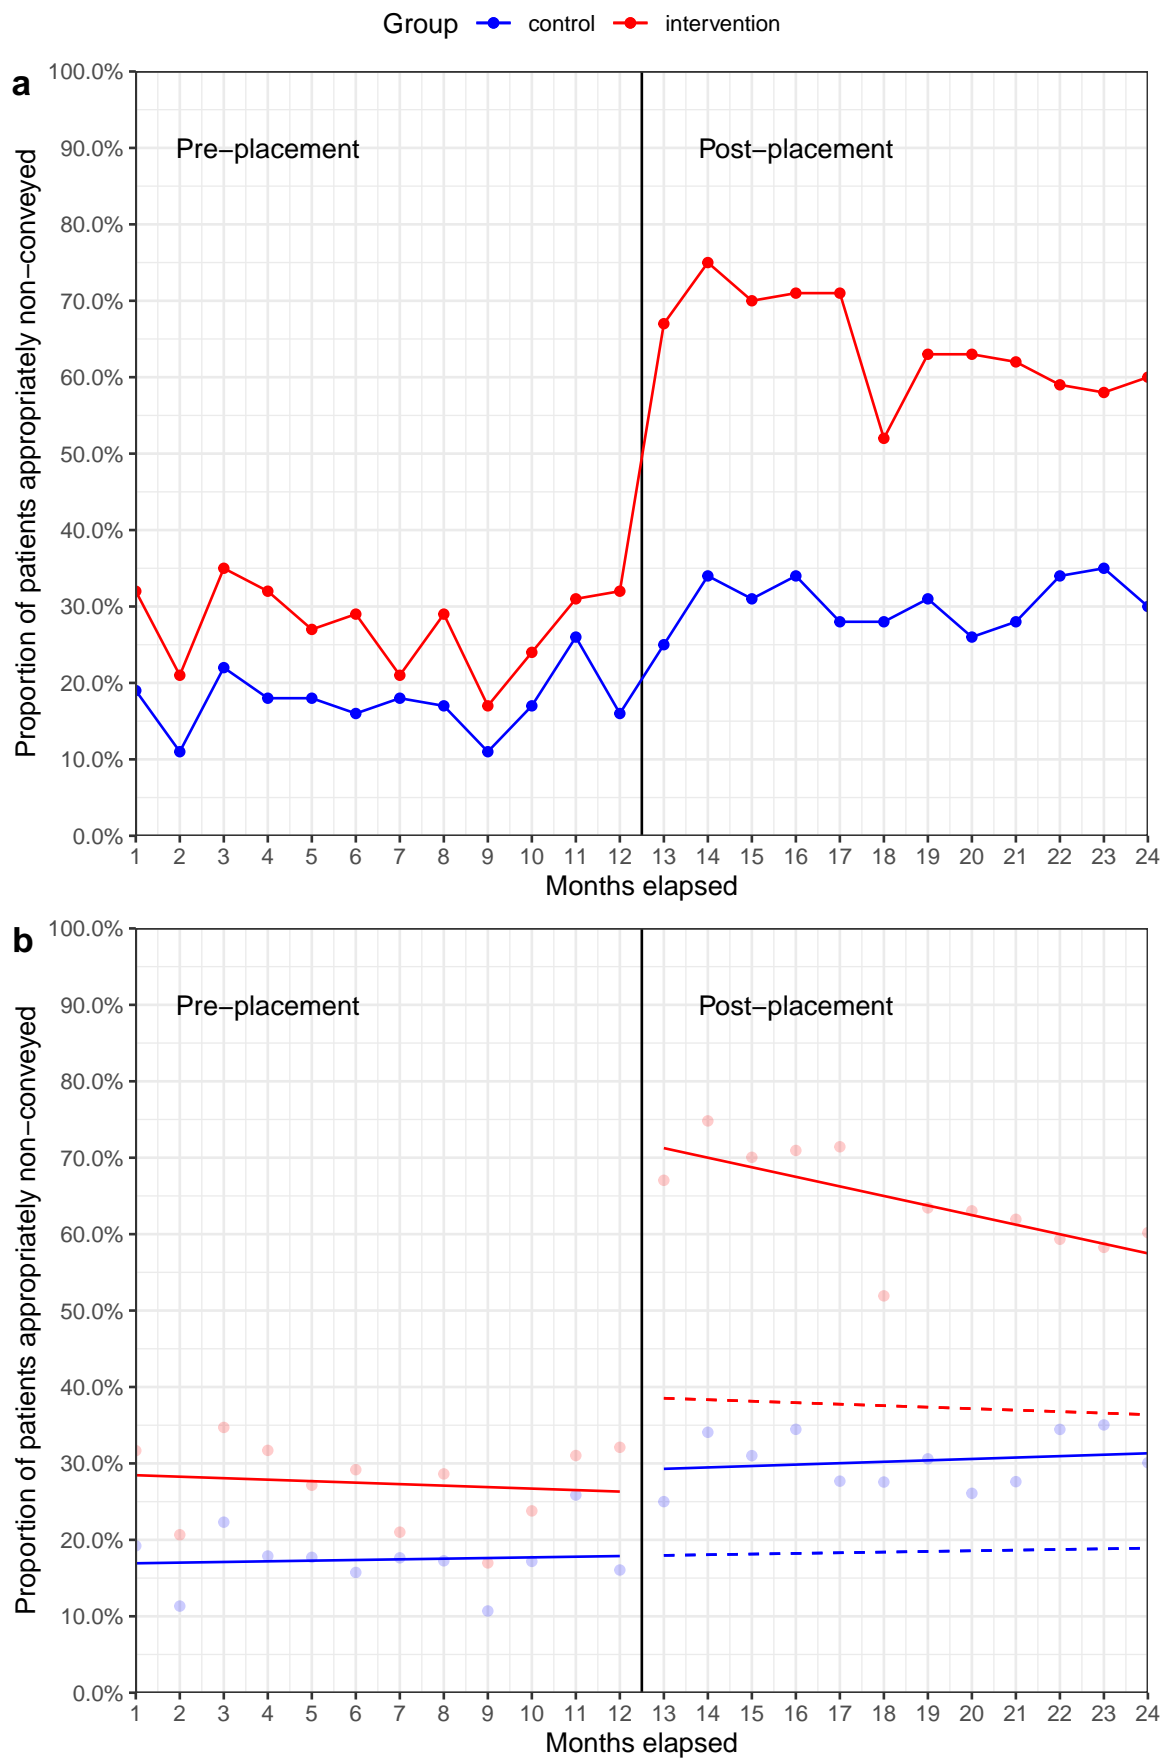 Group control intervention
a
Proportion of patients appropriately non−conveyed
100.0%
90.0%
80.0%
70.0%
60.0%
50.0%
40.0%
30.0%
20.0%
10.0%
0.0%
Pre−placement Post−placement
1 2 3 4 5 6 7 8 9 10 11 12 13 14 15 16 17 18 19 20 21 22 23 24
Months elapsed
b
Proportion of patients appropriately non−conveyed
100.0%
90.0%
80.0%
70.0%
60.0%
50.0%
40.0%
30.0%
20.0%
10.0%
0.0%
Pre−placement Post−placement
1 2 3 4 5 6 7 8 9 10 11 12 13 14 15 16 17 18 19 20 21 22 23 24
Months elapsed